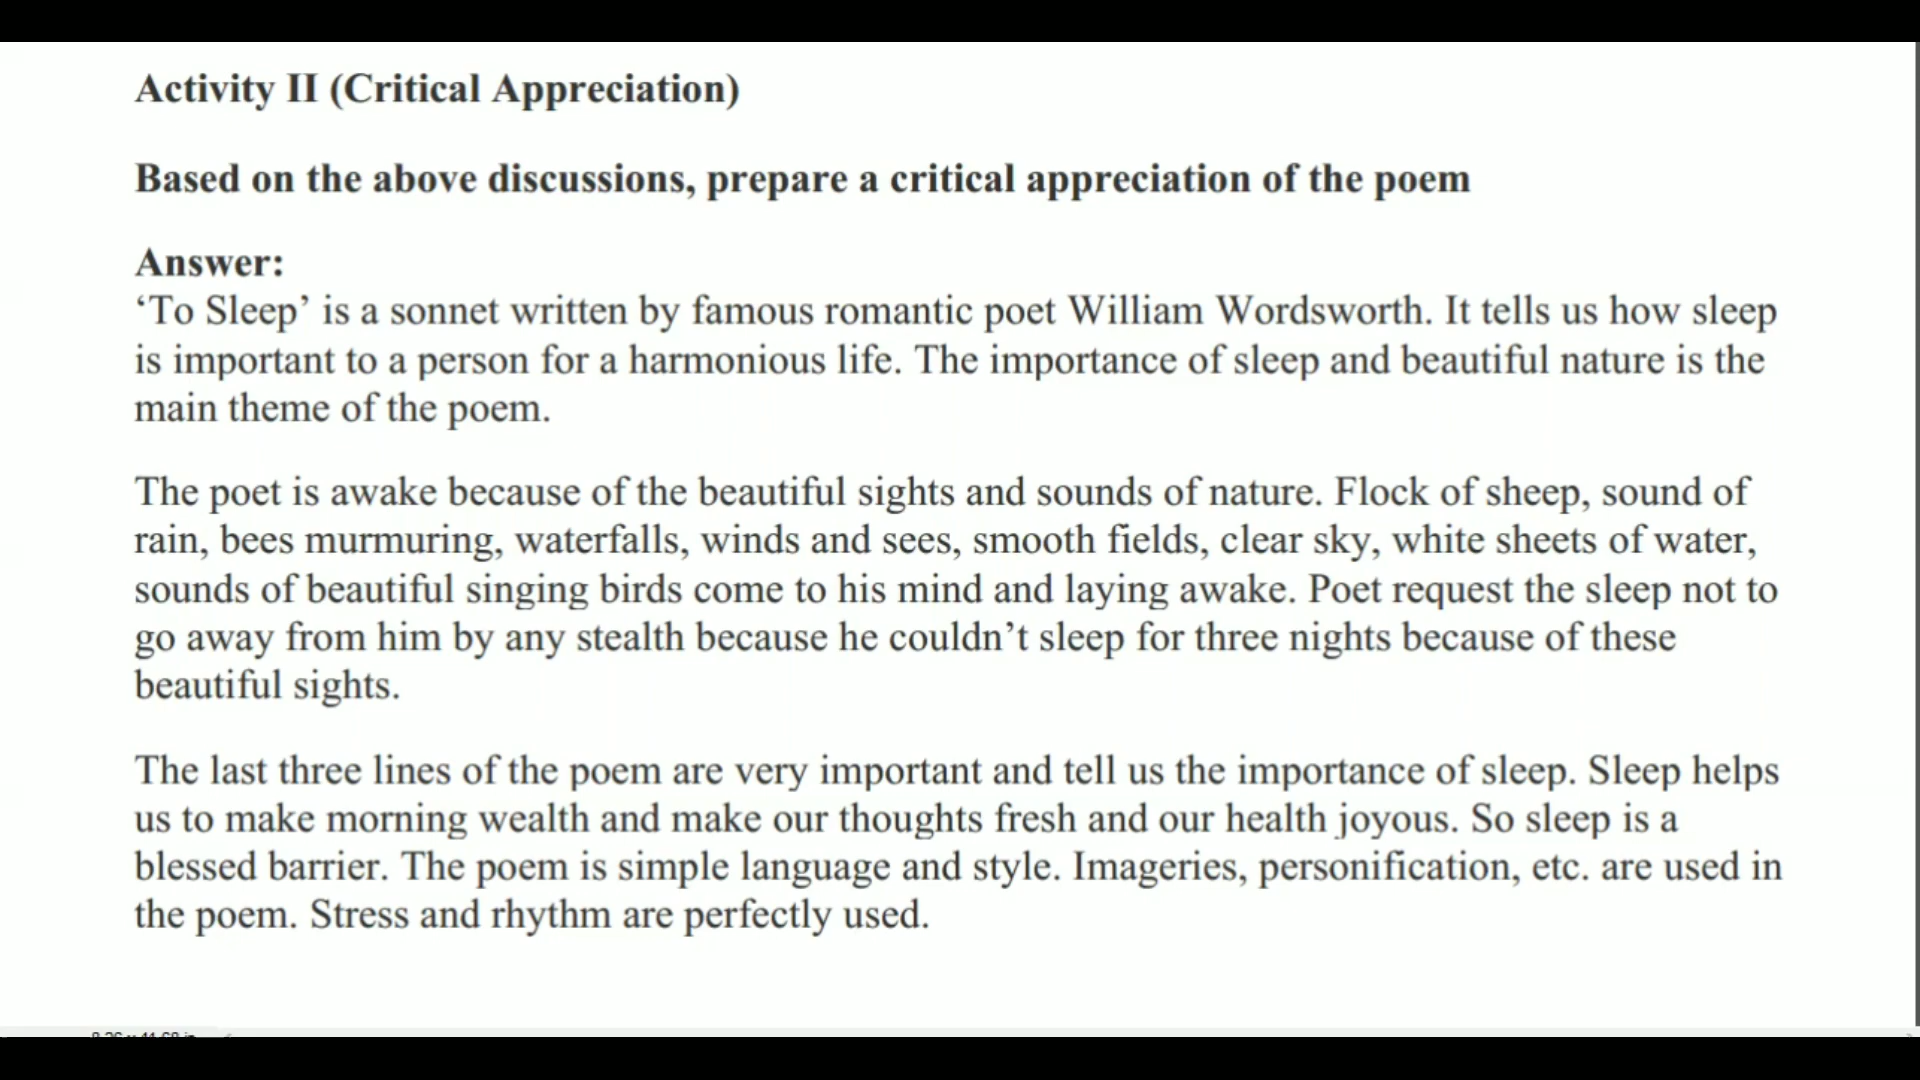 Activity II (Critical Appreciation)
Based on the above discussions, prepare a critical appreciation of the poem
Answer:
‘To Sleep’ is a sonnet written by famous romantic poet William Wordsworth. It tells us how sleep
is important to a person for a harmonious life. The importance of sleep and beautiful nature is the
main theme of the poem.
The poet is awake because of the beautiful sights and sounds of nature. Flock of sheep, sound of
rain, bees murmuring, waterfalls, winds and sees, smooth fields, clear sky, white sheets of water,
sounds of beautiful singing birds come to his mind and laying awake. Poet request the sleep not to
go away from him by any stealth because he couldn’t sleep for three nights because of these
beautiful sights.
The last three lines of the poem are very important and tell us the importance of sleep. Sleep helps
us to make morning wealth and make our thoughts fresh and our health joyous. So sleep is a
blessed barrier. The poem is simple language and style. Imageries, personification, etc. are used in
the poem. Stress and rhythm are perfectly used.